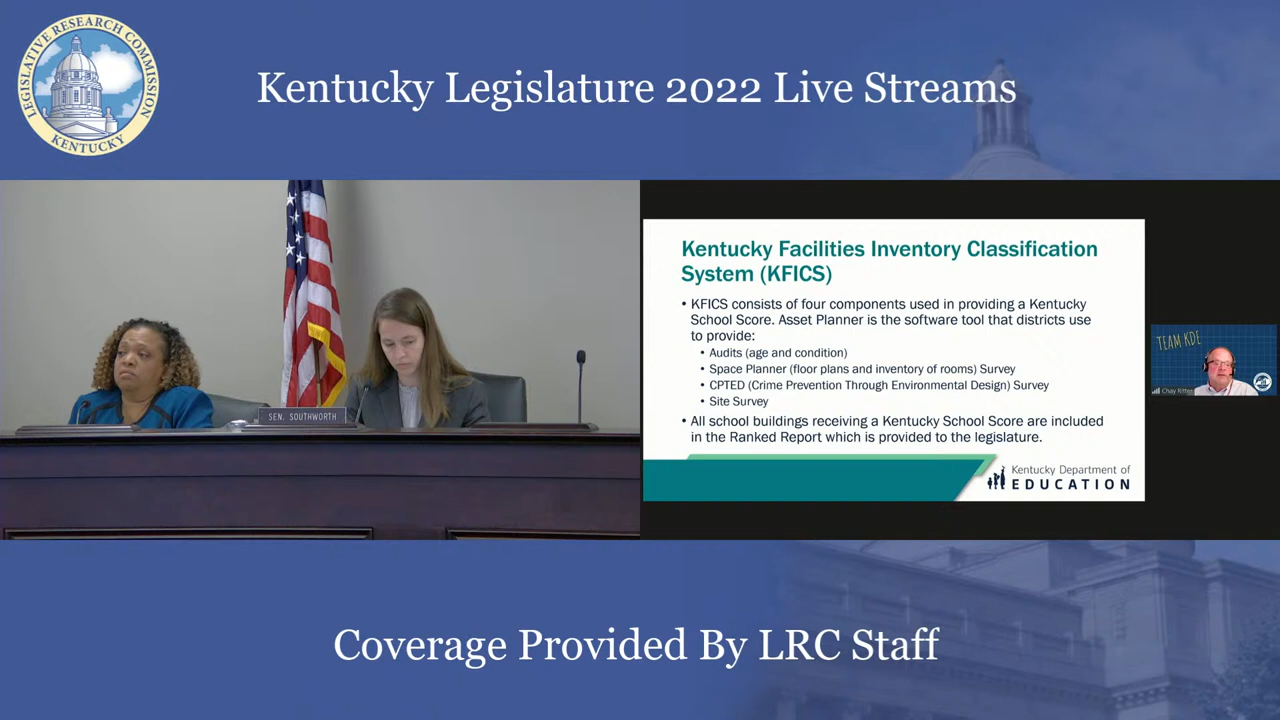 LEGISLATIVE RESEARCH COMMISSION
KENTUCKY
Kentucky Legislature 2022 Live Streams
SEN. SOUTHWORTH
Kentucky Facilities Inventory Classification
System (KFICS)
• KFICS consists of four components used in providing a Kentucky
School Score. Asset Planner is the software tool that districts use
to provide:
• Audits (age and condition)
• Space Planner (floor plans and inventory of rooms) Survey
• CPTED (Crime Prevention Through Environmental Design) Survey
• Site Survey
• All school buildings receiving a Kentucky School Score are included
in the Ranked Report which is provided to the legislature.
Kentucky Department of
EDUCATION
TEAM KDE
Chay Ritter
Coverage Provided By LRC Staff